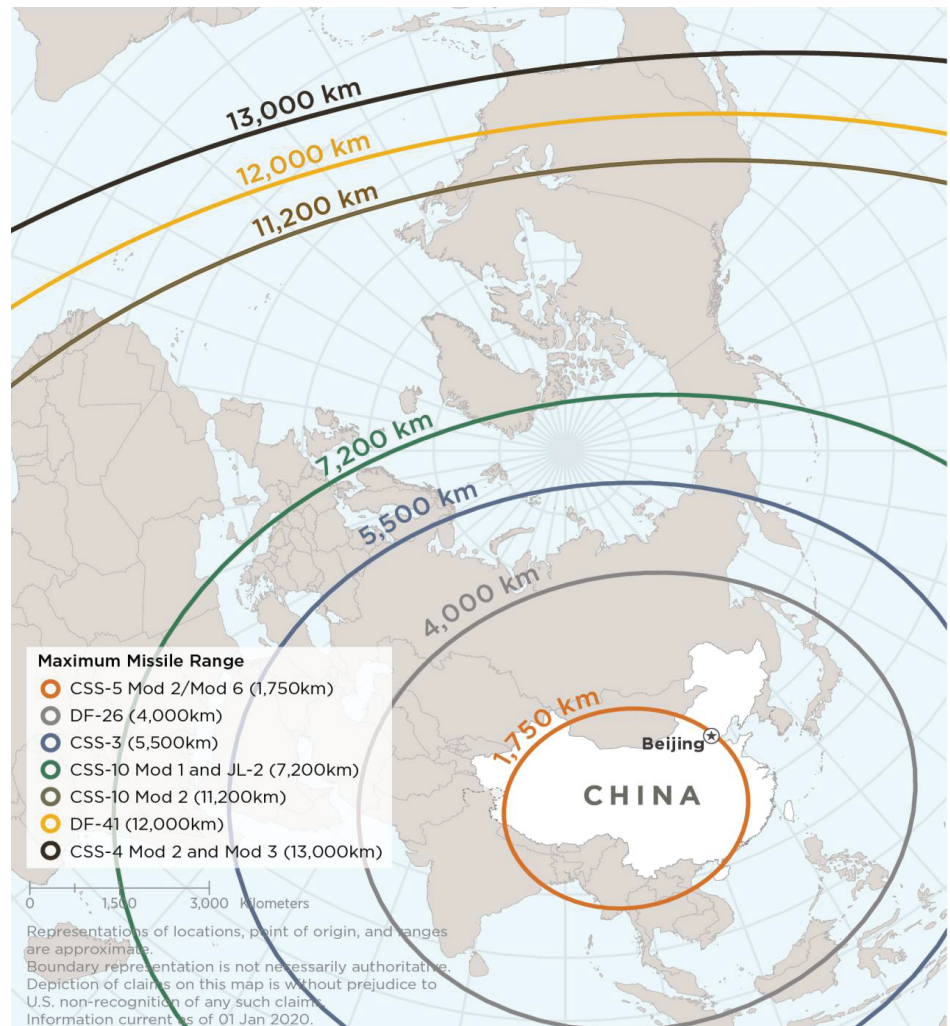 13,000 km
12,000 km
11,200 km
7,200 km
5,500 km
4,000 km
1,750 km
Beijing
CHINA
Maximum Missile Range
CSS-5 Mod 2/Mod 6 (1,750km)
DF-26 (4,000km)
CSS-3 (5,500km)
CSS-10 Mod 1 and JL-2 (7,200km)
CSS-10 Mod 2 (11,200km)
DF-41 (12,000km)
CSS-4 Mod 2 and Mod 3 (13,000km)
0 1,500 3,000 Kilometers
Representations of locations, point of origin, and ranges
are approximate.
Boundary representation is not necessarily authoritative.
Depiction of claims on this map is without prejudice to
U.S. non-recognition of any such claims.
Information current as of 01 Jan 2020.